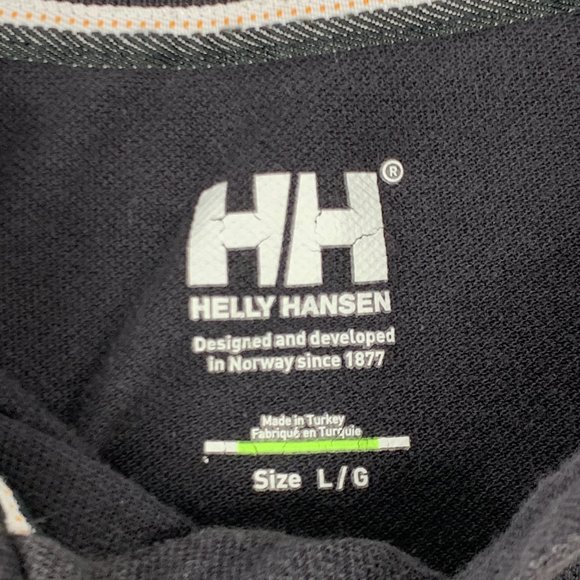 HH®
HELLY HANSEN
Designed and developed
in Norway since 1877
Made in Turkey
Fabriqué en Turquie
Size L/G